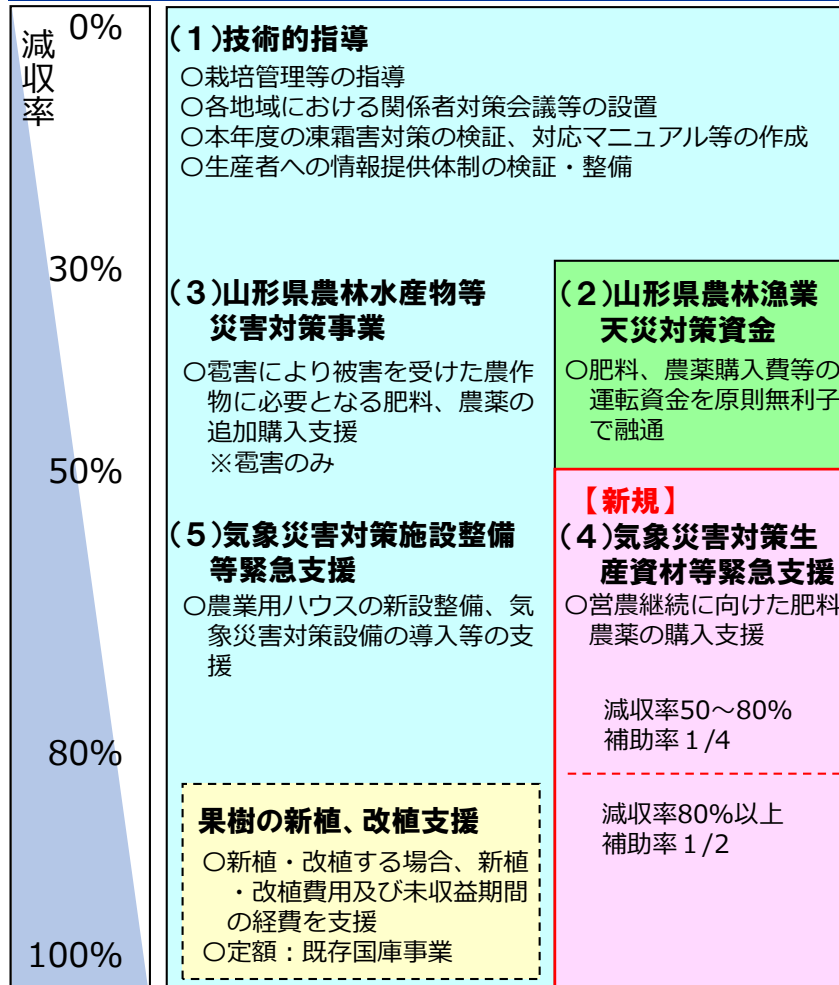 減収率
0%
30%
50%
80%
100%
(1)技術的指導
○栽培管理等の指導
○各地域における関係者対策会議等の設置
○本年度の凍霜害対策の検証、対応マニュアル等の作成
○生産者への情報提供体制の検証・整備
(3)山形県農林水産物等
災害対策事業
○雹害により被害を受けた農作
物に必要となる肥料、農薬の
追加購入支援
※雹害のみ
(2)山形県農林漁業
天災対策資金
○肥料、農薬購入費等の
運転資金を原則無利子
で融通
(5)気象災害対策施設整備
等緊急支援
○農業用ハウスの新設整備、気
象災害対策設備の導入等の支
援
【新規】
(4)気象災害対策生
産資材等緊急支援
○営農継続に向けた肥料
農薬の購入支援
減収率50~80%
補助率1/4
減収率80%以上
補助率1/2
果樹の新植、改植支援
○新植・改植する場合、新植
・改植費用及び未収益期間
の経費を支援
○定額:既存国庫事業